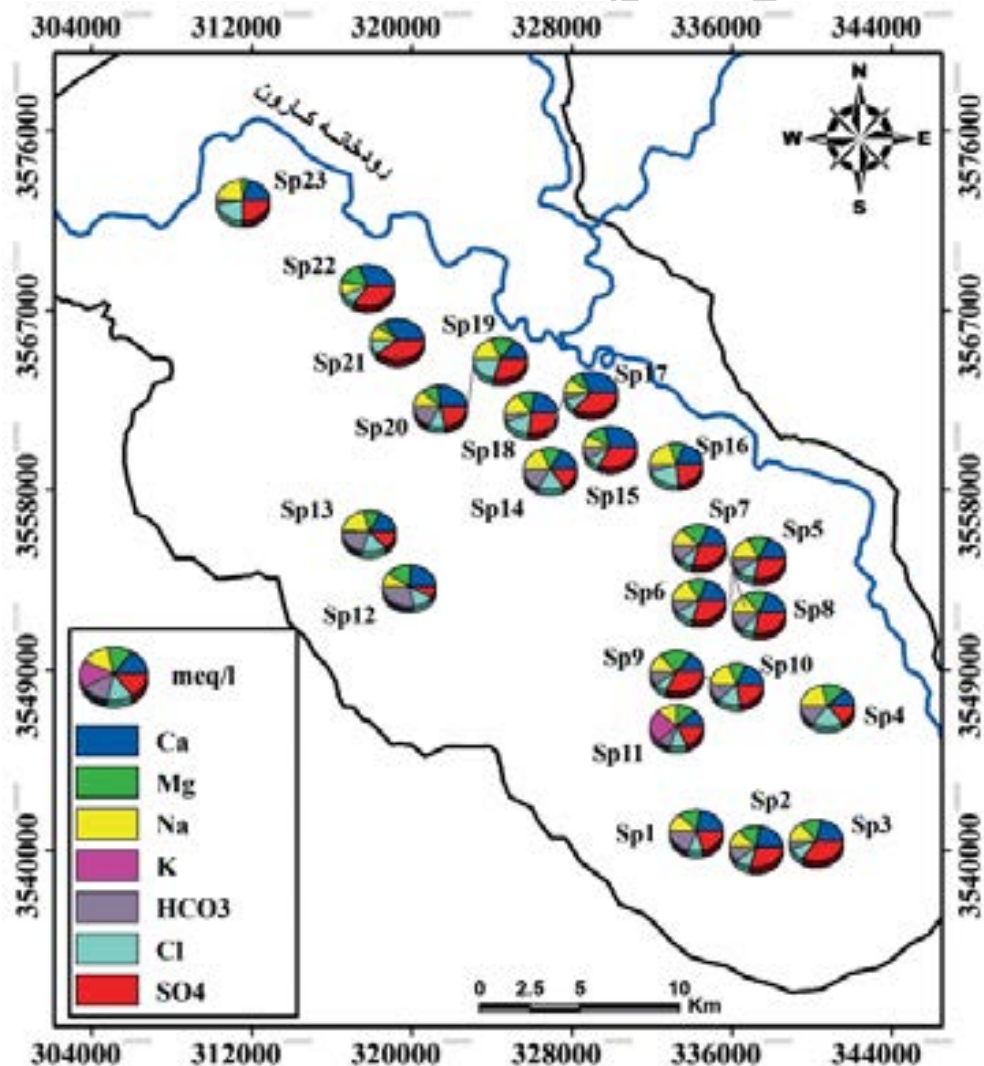 304000 312000 320000 328000 336000 344000
3576000 3576000
3567000 3567000
3558000 3558000
3549000 3549000
3540000 3540000
N
W E
S
رودخانه کارون
Sp23
Sp22
Sp19
Sp21
Sp17
Sp20
Sp18
Sp16
Sp14
Sp15
Sp13
Sp7
Sp5
Sp12
Sp6
Sp8
Sp9
Sp10
Sp4
Sp11
Sp2
Sp1
Sp3
meq/l
Ca
Mg
Na
K
HCO3
Cl
SO4
0 2.5 5 10
Km
304000 312000 320000 328000 336000 344000